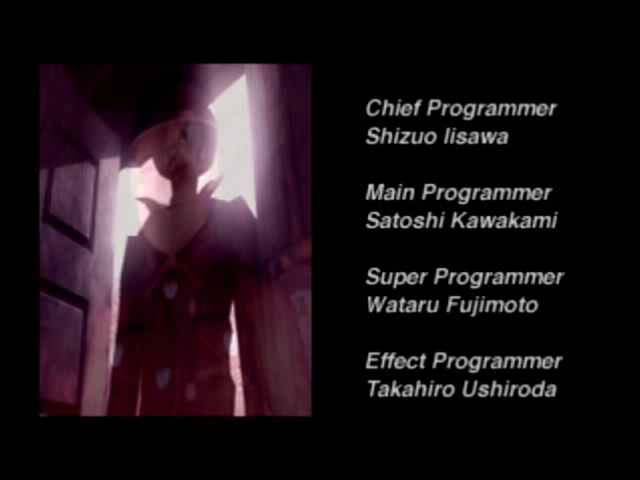 Chief Programmer
Shizuo Iisawa
Main Programmer
Satoshi Kawakami
Super Programmer
Wataru Fujimoto
Effect Programmer
Takahiro Ushiroda